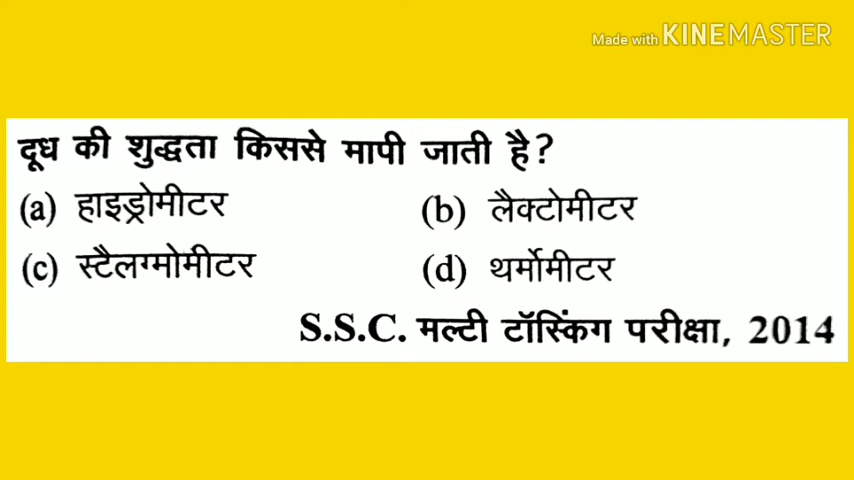 Made with KINEMASTER
दूध की शुद्धता किससे मापी जाती है?
(a) हाइड्रोमीटर (b) लैक्टोमीटर
(c) स्टैलग्मोमीटर (d) थर्मोमीटर
S.S.C. मल्टी टॉस्किंग परीक्षा, 2014